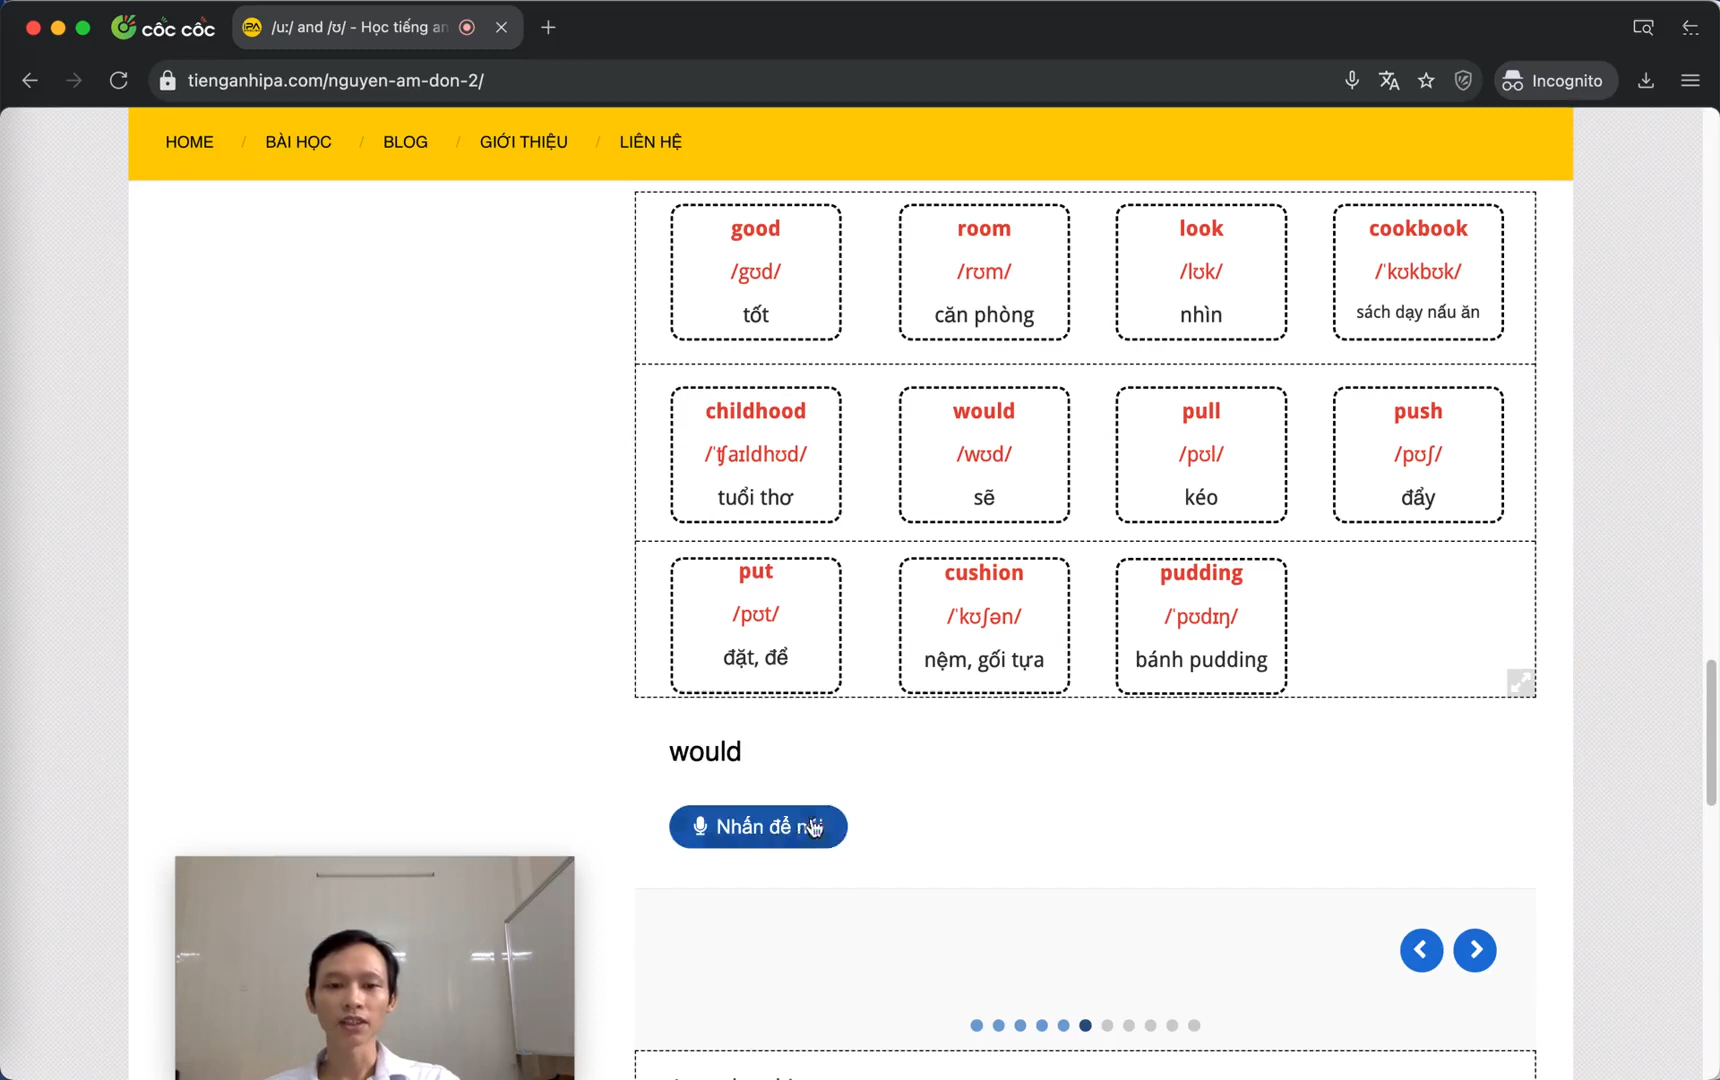 cốc cốc
/u:/ and /ʊ/ - Học tiếng an
tienganhipa.com/nguyen-am-don-2/
Incognito
HOME / BÀI HỌC / BLOG / GIỚI THIỆU / LIÊN HỆ
good
/gʊd/
tốt
room
/rʊm/
căn phòng
look
/lʊk/
nhìn
cookbook
/ˈkʊkbʊk/
sách dạy nấu ăn
childhood
/ˈʧaɪldhʊd/
tuổi thơ
would
/wʊd/
sẽ
pull
/pʊl/
kéo
push
/pʊʃ/
đẩy
put
/pʊt/
đặt, để
cushion
/ˈkʊʃən/
nệm, gối tựa
pudding
/ˈpʊdɪŋ/
bánh pudding
would
Nhấn để